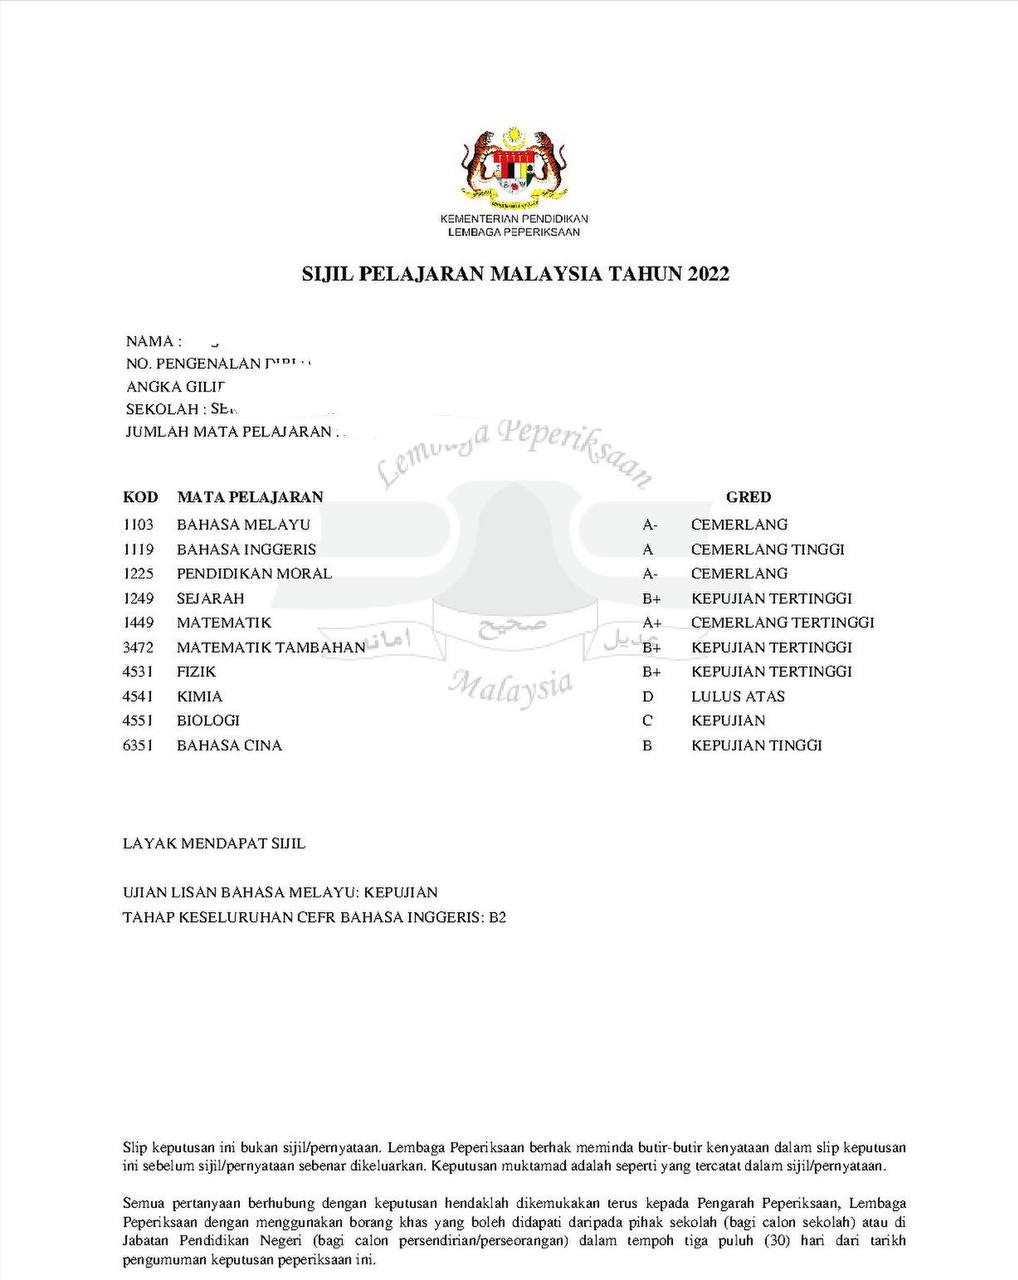 KEMENTERIAN PENDIDIKAN
LEMBAGA PEPERIKSAAN
SIJIL PELAJARAN MALAYSIA TAHUN 2022
NAMA :
NO. PENGENALAN
ANGKA
SEKOLAH :
JUMLAH MATA PELAJARAN
Lembaga Peperiksaan
KOD MATA PELAJARAN GRED
1103 BAHASA MELAYU A- CEMERLANG
1119 BAHASA INGGERIS A CEMERLANG TINGGI
1225 PENDIDIKAN MORAL A- CEMERLANG
1249 SEJARAH B+ KEPUJIAN TERTINGGI
1449 MATEMATIK A+ CEMERLANG TERTINGGI
3472 MATEMATIK TAMBAHAN B+ KEPUJIAN TERTINGGI
امانه صحيح عديل
4531 FIZIK B+ KEPUJIAN TERTINGGI
4541 KIMIA D LULUS ATAS
Malaysia
4551 BIOLOGI C KEPUJIAN
6351 BAHASA CINA B KEPUJIAN TINGGI
LAYAK MENDAPAT SIJIL
UJIAN LISAN BAHASA MELAYU: KEPUJIAN
TAHAP KESELURUHAN CEFR BAHASA INGGERIS: B2
Slip keputusan ini bukan sijil/pernyataan. Lembaga Peperiksaan berhak meminda butir-butir kenyataan dalam slip keputusan
ini sebelum sijil/pernyataan sebenar dikeluarkan. Keputusan muktamad adalah seperti yang tercatat dalam sijil/pernyataan.
Semua pertanyaan berhubung dengan keputusan hendaklah dikemukakan terus kepada Pengarah Peperiksaan, Lembaga
Peperiksaan dengan menggunakan borang khas yang boleh didapati daripada pihak sekolah (bagi calon sekolah) atau di
Jabatan Pendidikan Negeri (bagi calon persendirian/perseorangan) dalam tempoh tiga puluh (30) hari dari tarikh
pengumuman keputusan peperiksaan ini.